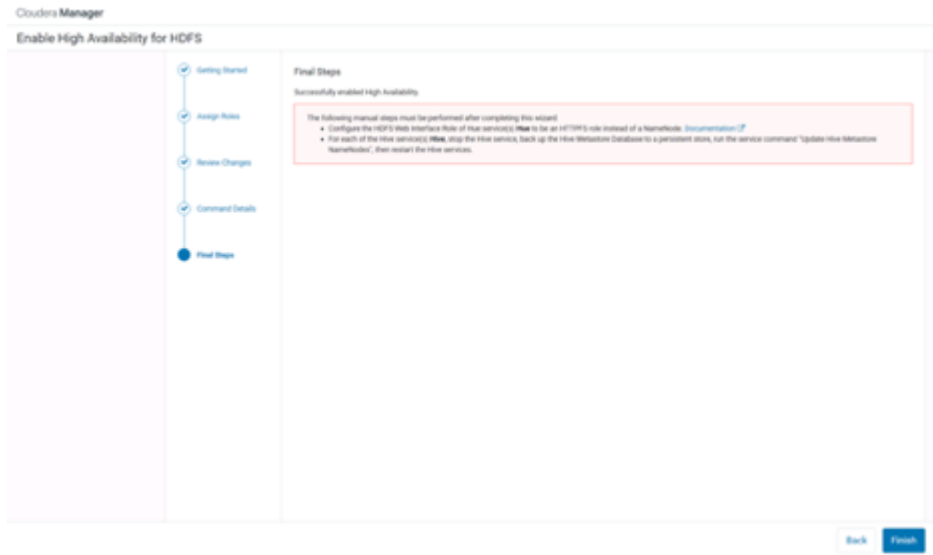 Cloudera Manager
Enable High Availability for HDFS
Getting Started
Assign Roles
Review Changes
Command Details
Final Steps
Final Steps
Successfully enabled High Availability.
The following manual steps must be performed after completing this wizard
• Configure the HDFS Web Interface Role of Hue service(s) Hue to be an HTTPFS role instead of a NameNode. Documentation
• For each of the Hive service(s) Hive, stop the Hive service, back up the Hive Metastore Database to a persistent store, run the service command "Update Hive Metastore
NameNodes", then restart the Hive services.
Back
Finish